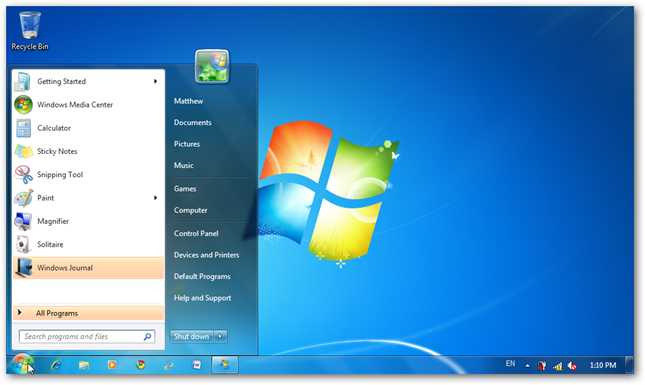 Recycle Bin
Getting Started
Windows Media Center
Calculator
Sticky Notes
Snipping Tool
Paint
Magnifier
Solitaire
Windows Journal
All Programs
Search programs and files
Matthew
Documents
Pictures
Music
Games
Computer
Control Panel
Devices and Printers
Default Programs
Help and Support
Shut down
EN
1:10 PM